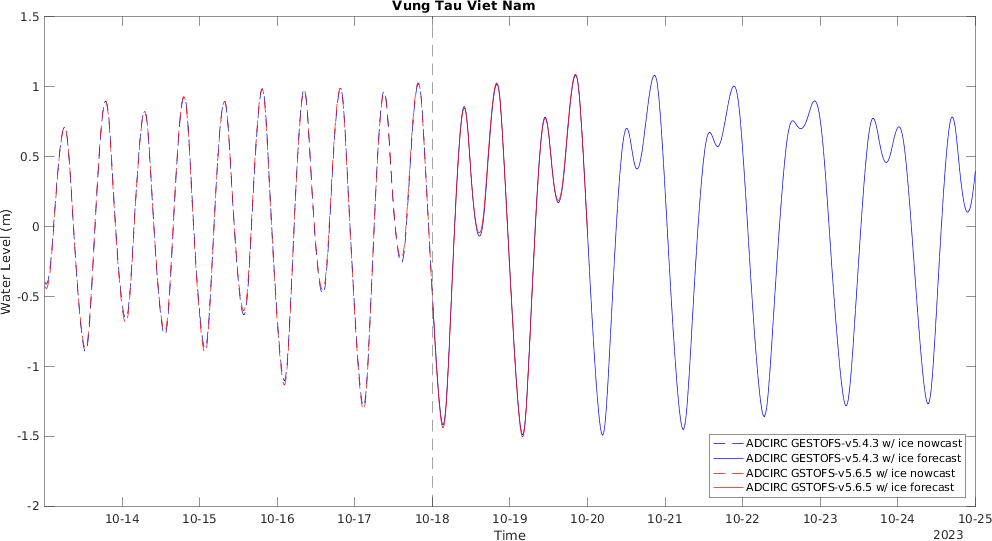 Vung Tau Viet Nam
1.5
1
0.5
0
-0.5
-1
-1.5
-2
Water Level (m)
10-14 10-15 10-16 10-17 10-18 10-19 10-20 10-21 10-22 10-23 10-24 10-25
Time
2023
ADCIRC GESTOFS-v5.4.3 w/ ice nowcast
ADCIRC GESTOFS-v5.4.3 w/ ice forecast
ADCIRC GSTOFS-v5.6.5 w/ ice nowcast
ADCIRC GSTOFS-v5.6.5 w/ ice forecast